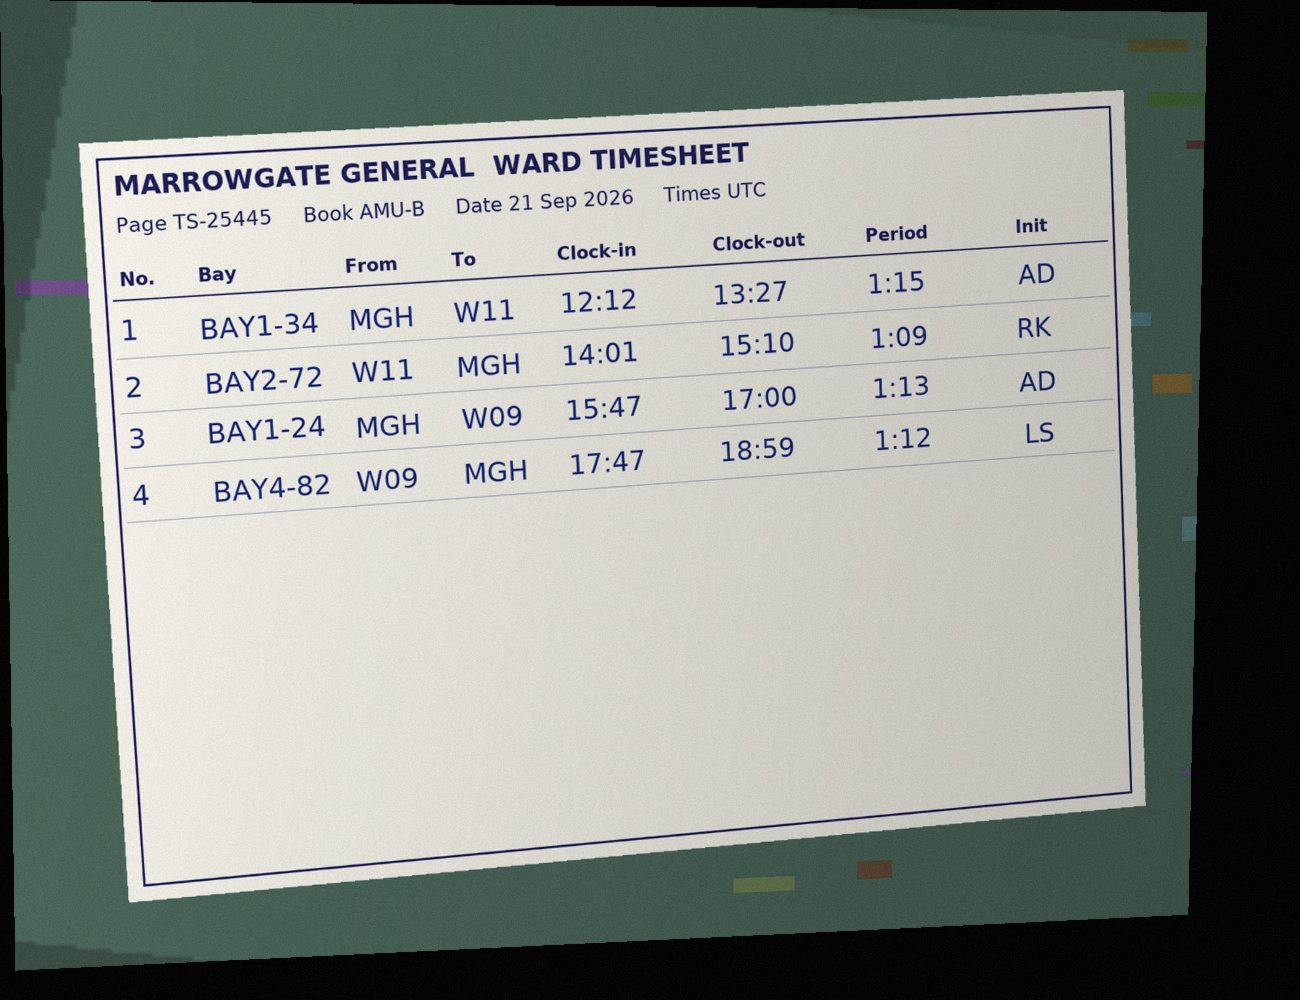 MARROWGATE GENERAL WARD TIMESHEET
Page TS-25445 Book AMU-B Date 21 Sep 2026 Times UTC
No. Bay From To Clock-in Clock-out Period Init
1 BAY1-34 MGH W11 12:12 13:27 1:15 AD
2 BAY2-72 W11 MGH 14:01 15:10 1:09 RK
3 BAY1-24 MGH W09 15:47 17:00 1:13 AD
4 BAY4-82 W09 MGH 17:47 18:59 1:12 LS